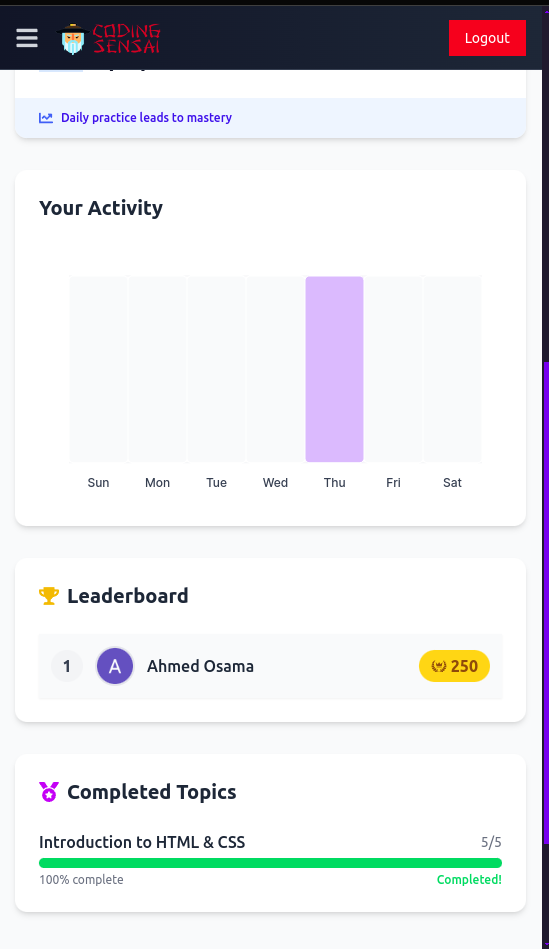 CODING
SENSAI
Logout
Daily practice leads to mastery
Your Activity
Sun Mon Tue Wed Thu Fri Sat
Leaderboard
1 A Ahmed Osama 250
Completed Topics
Introduction to HTML & CSS 5/5
100% complete Completed!